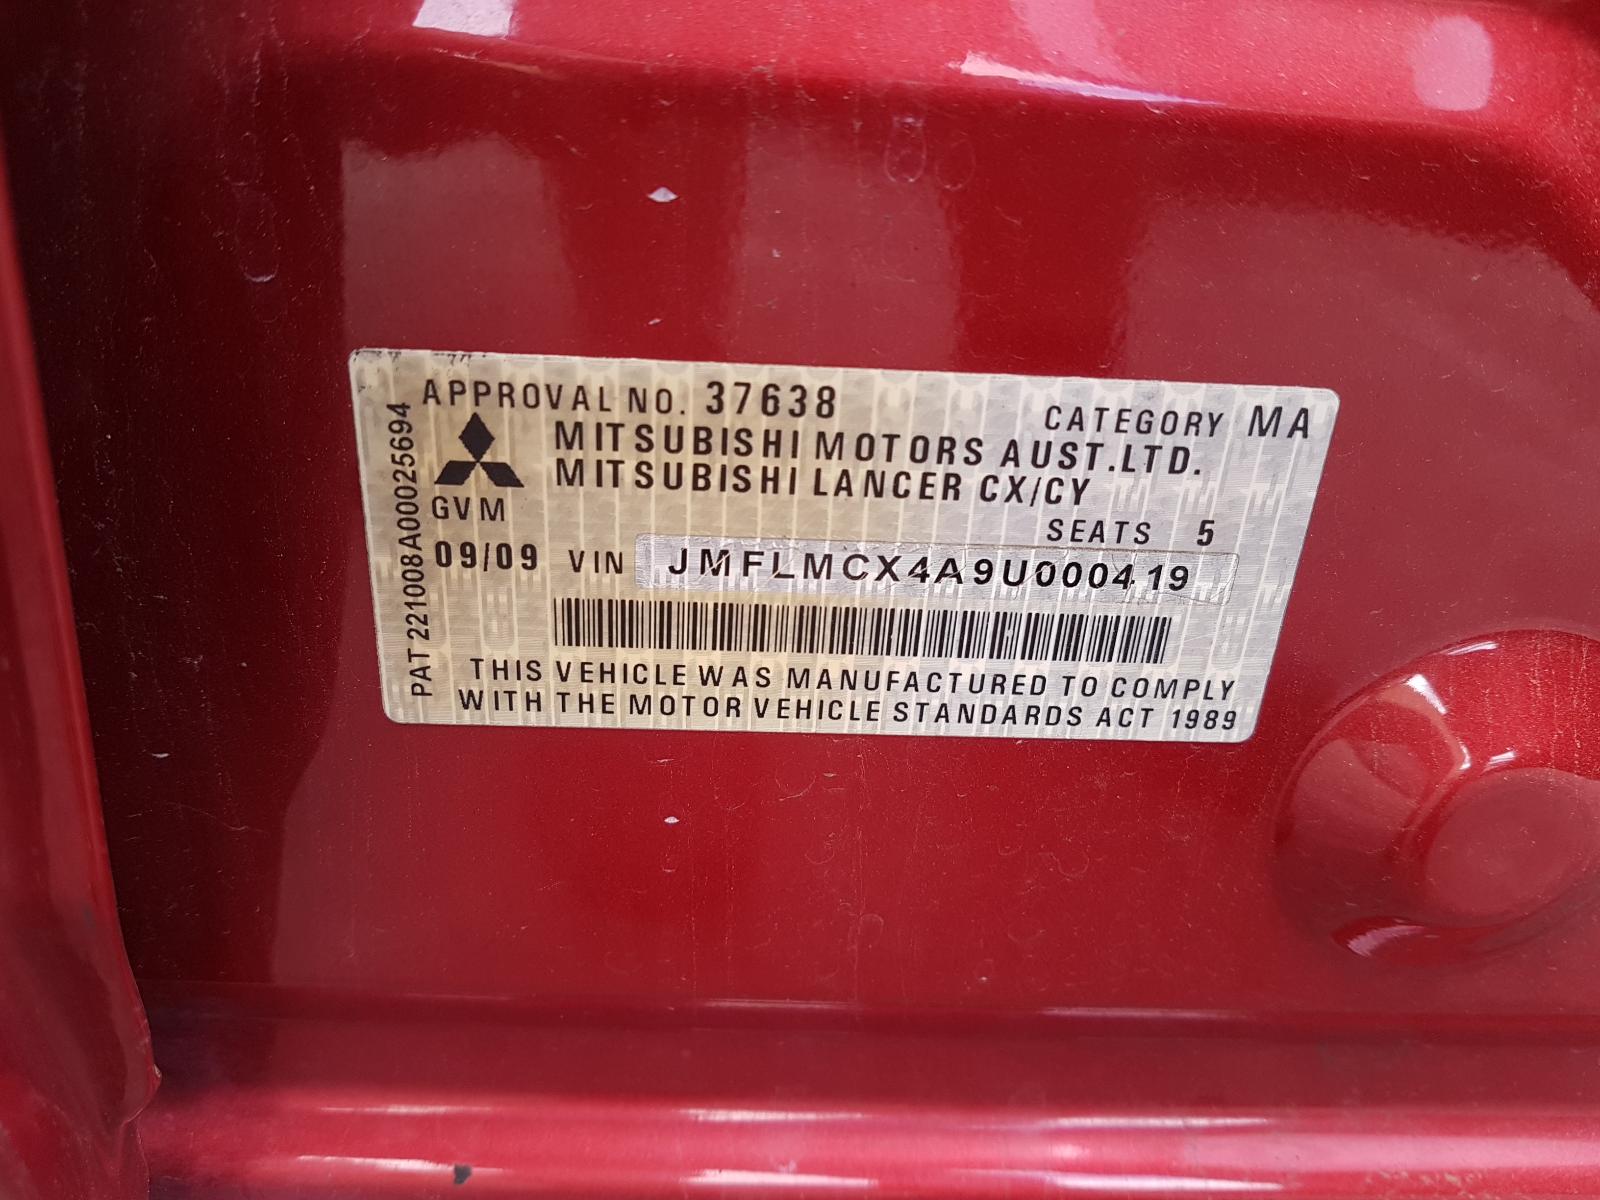 APPROVAL NO. 37638
CATEGORY MA
MITSUBISHI MOTORS AUST.LTD.
MITSUBISHI LANCER CX/CY
GVM
SEATS 5
09/09 VIN JMFLMCX4A9U000419
THIS VEHICLE WAS MANUFACTURED TO COMPLY
WITH THE MOTOR VEHICLE STANDARDS ACT 1989
PAT 221008A000025694